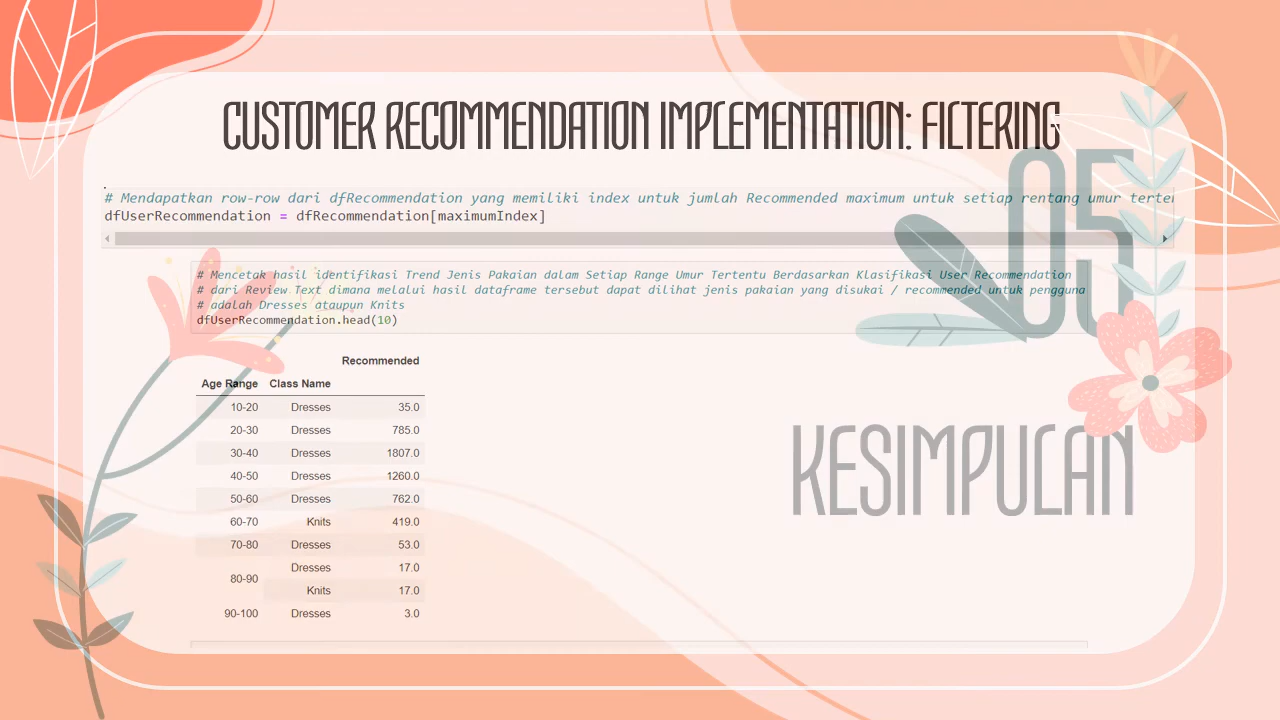 CUSTOMER RECOMMENDATION IMPLEMENTATION: FILTERING
05
# Mendapatkan row-row dari dfRecommendation yang memiliki index untuk jumlah Recommended maximum untuk setiap rentang umur
dfUserRecommendation = dfRecommendation[maximumIndex]
# Mencetak hasil identifikasi Trend Jenis Pakaian dalam Setiap Range Umur Tertentu Berdasarkan Klasifikasi User Recommendation
# dari Review Text dimana melalui hasil dataframe tersebut dapat dilihat jenis pakaian yang disukai / recommended untuk pengguna
# adalah Dresses ataupun Knits
dfUserRecommendation.head(10)
Recommended
Age Range Class Name
10-20 Dresses 35.0
20-30 Dresses 785.0
30-40 Dresses 1807.0
40-50 Dresses 1260.0
50-60 Dresses 762.0
60-70 Knits 419.0
70-80 Dresses 53.0
80-90 Dresses 17.0
Knits 17.0
90-100 Dresses 3.0
KESIMPULAN